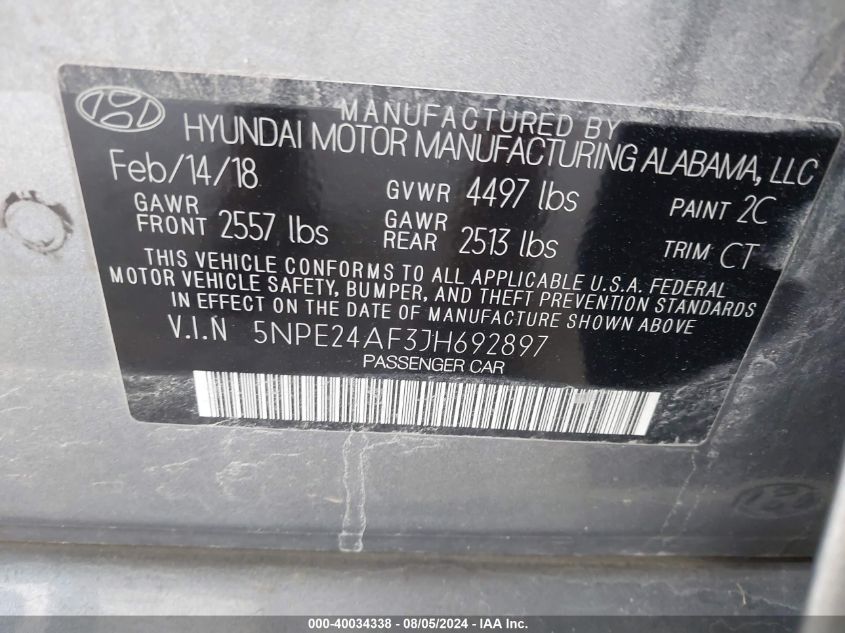 MANUFACTURED BY
HYUNDAI MOTOR MANUFACTURING ALABAMA, LLC
Feb/14/18 GVWR 4497 lbs PAINT 2C
GAWR FRONT 2557 lbs GAWR REAR 2513 lbs TRIM CT
THIS VEHICLE CONFORMS TO ALL APPLICABLE U.S.A. FEDERAL
MOTOR VEHICLE SAFETY, BUMPER, AND THEFT PREVENTION STANDARDS
IN EFFECT ON THE DATE OF MANUFACTURE SHOWN ABOVE
V.I.N 5NPE24AF3JH692897
PASSENGER CAR
000-40034338 - 08/05/2024 - IAA Inc.